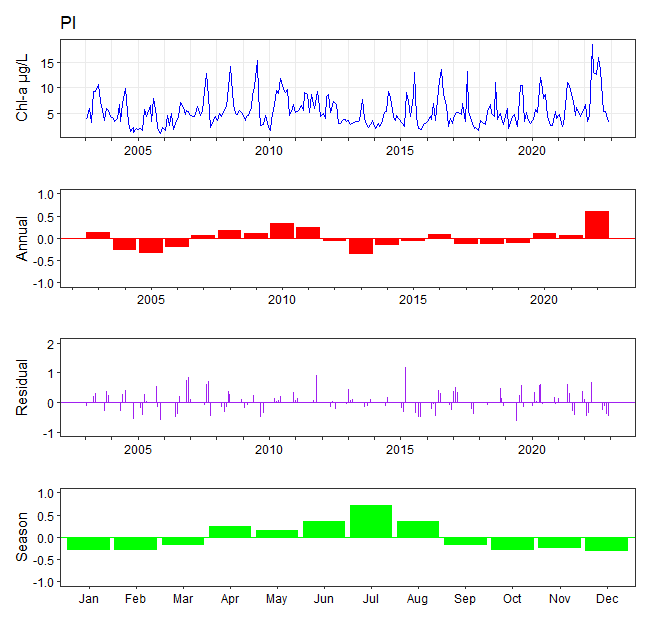 PI
Chl-a µg/L
15
10
5
2005 2010 2015 2020
Annual
1.0
0.5
0.0
-0.5
-1.0
2005 2010 2015 2020
Residual
2
1
0
-1
2005 2010 2015 2020
Season
1.0
0.5
0.0
-0.5
-1.0
Jan Feb Mar Apr May Jun Jul Aug Sep Oct Nov Dec